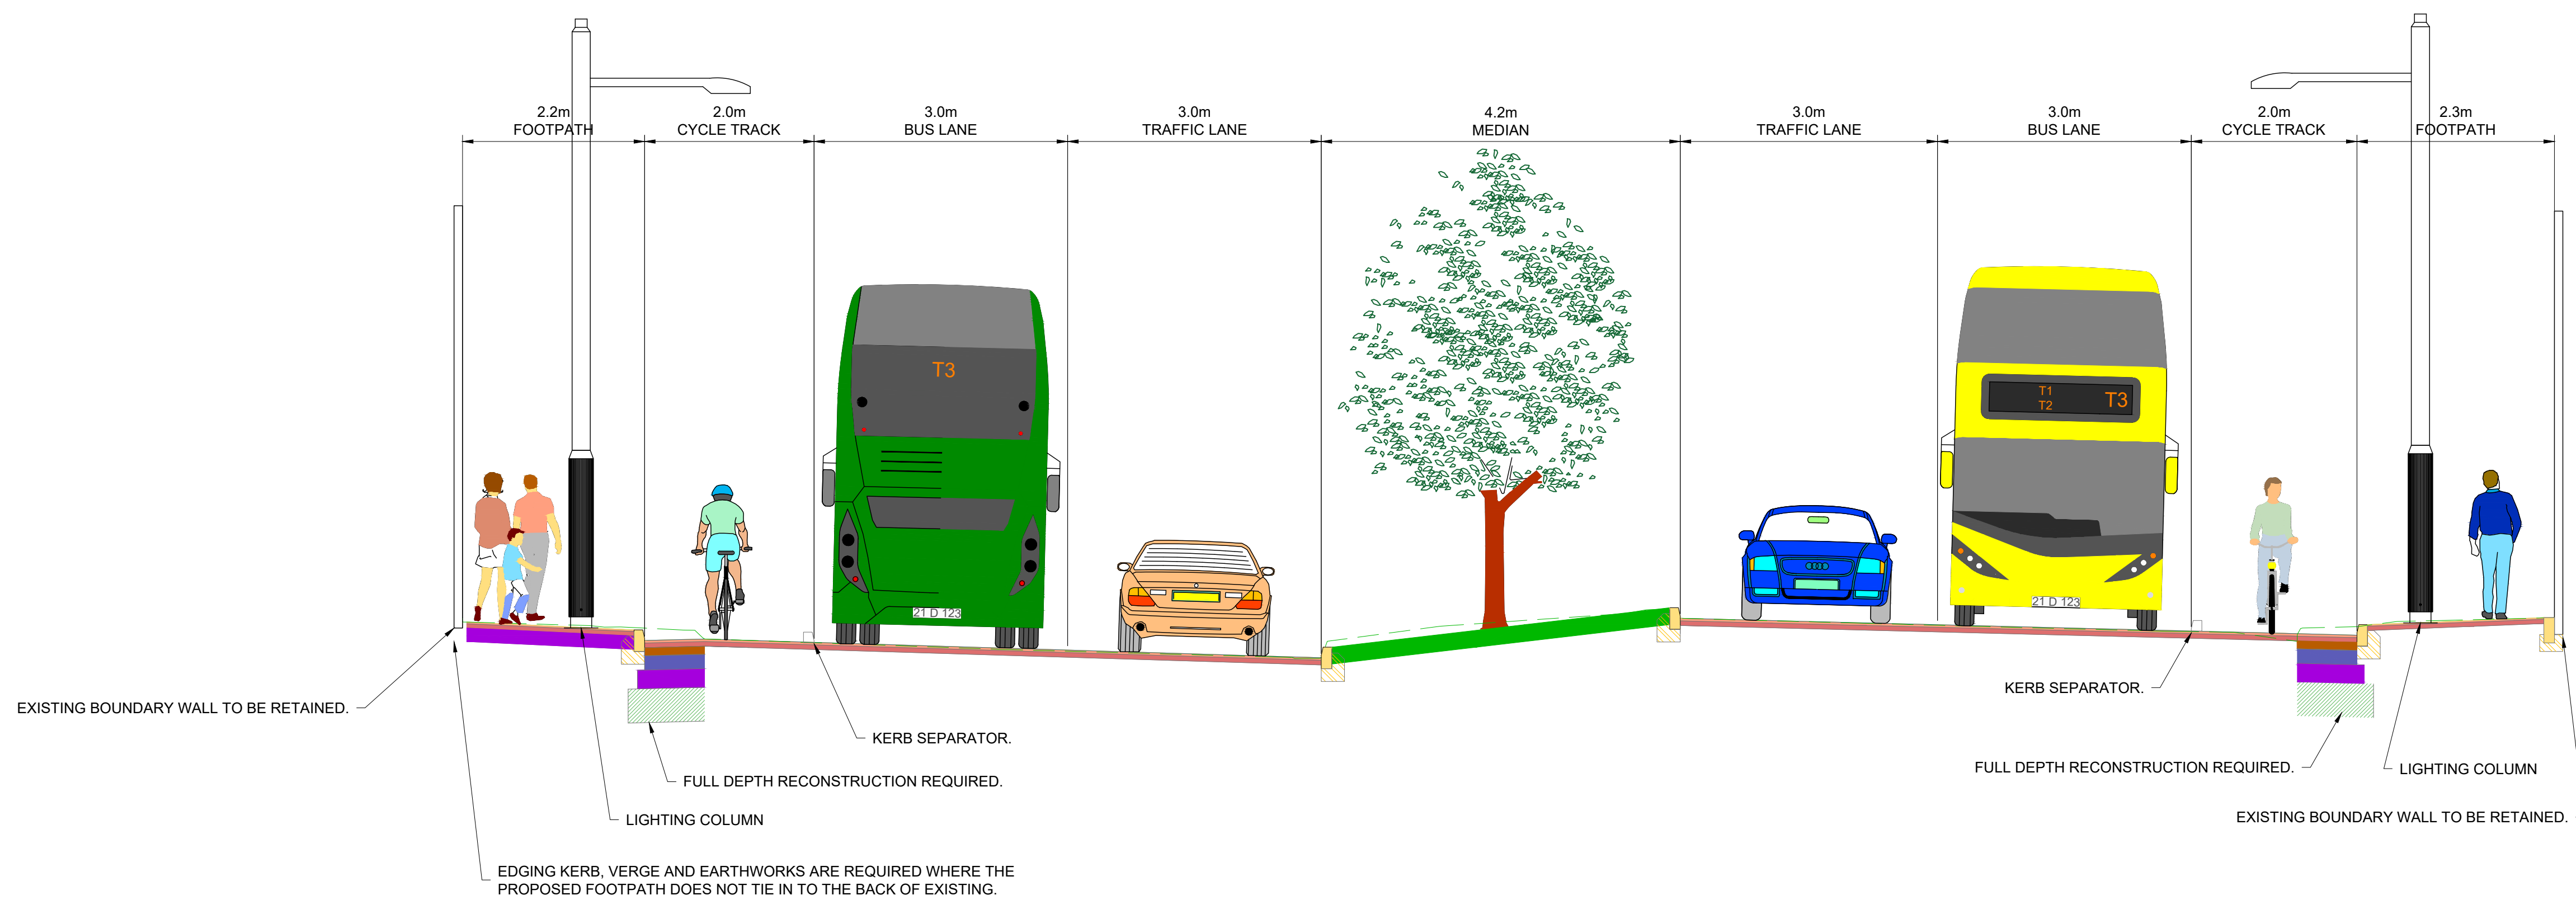 2.2m
FOOTPATH
2.0m
CYCLE TRACK
3.0m
BUS LANE
3.0m
TRAFFIC LANE
4.2m
MEDIAN
3.0m
TRAFFIC LANE
3.0m
BUS LANE
2.0m
CYCLE TRACK
2.3m
FOOTPATH
T3
T1
T2
T3
21 D 123
21 D 123
EXISTING BOUNDARY WALL TO BE RETAINED.
KERB SEPARATOR.
FULL DEPTH RECONSTRUCTION REQUIRED.
LIGHTING COLUMN
EDGING KERB, VERGE AND EARTHWORKS ARE REQUIRED WHERE THE
PROPOSED FOOTPATH DOES NOT TIE IN TO THE BACK OF EXISTING.
KERB SEPARATOR.
FULL DEPTH RECONSTRUCTION REQUIRED.
LIGHTING COLUMN
EXISTING BOUNDARY WALL TO BE RETAINED.